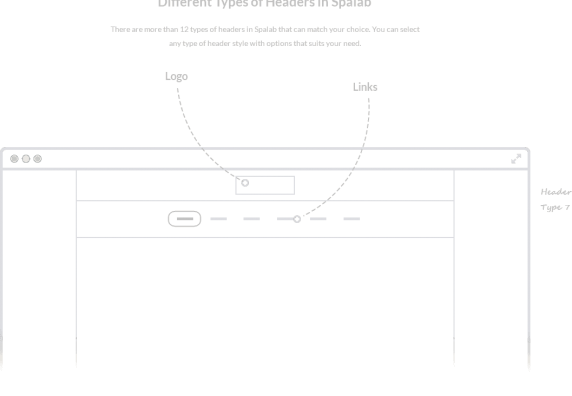 Different Types of Headers in Spalab
There are more than 12 types of headers in Spalab that can match your choice. You can select
any type of header style with options that suits your need.
Logo
Links
Header
Type 7